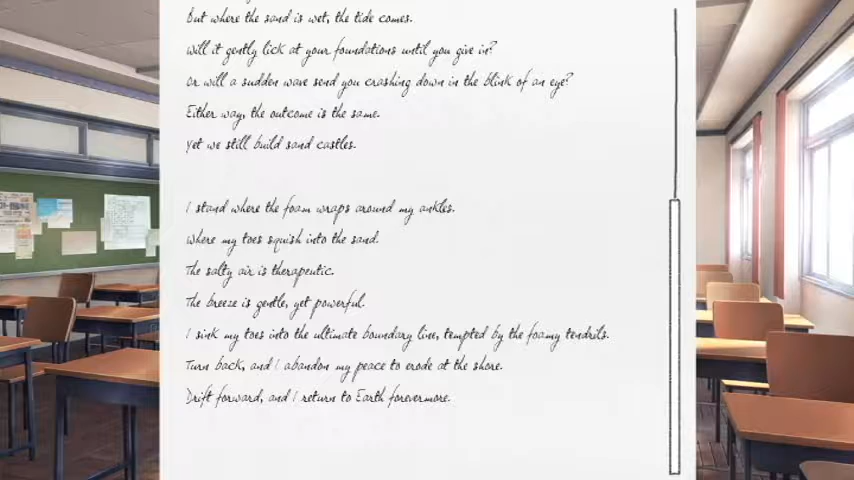 But where the sand is wet, the tide comes.
Will it gently lick at your foundations until you give in?
Or will a sudden wave send you crashing down in the blink of an eye?
Either way, the outcome is the same.
Yet we still build sand castles.
I stand where the foam wraps around my ankles.
Where my toes squish into the sand.
The salty air is therapeutic.
The breeze is gentle, yet powerful.
I sink my toes into the ultimate boundary line, tempted by the foamy tendrils.
Turn back, and I abandon my peace to erode at the shore.
Drift forward, and I return to Earth forevermore.